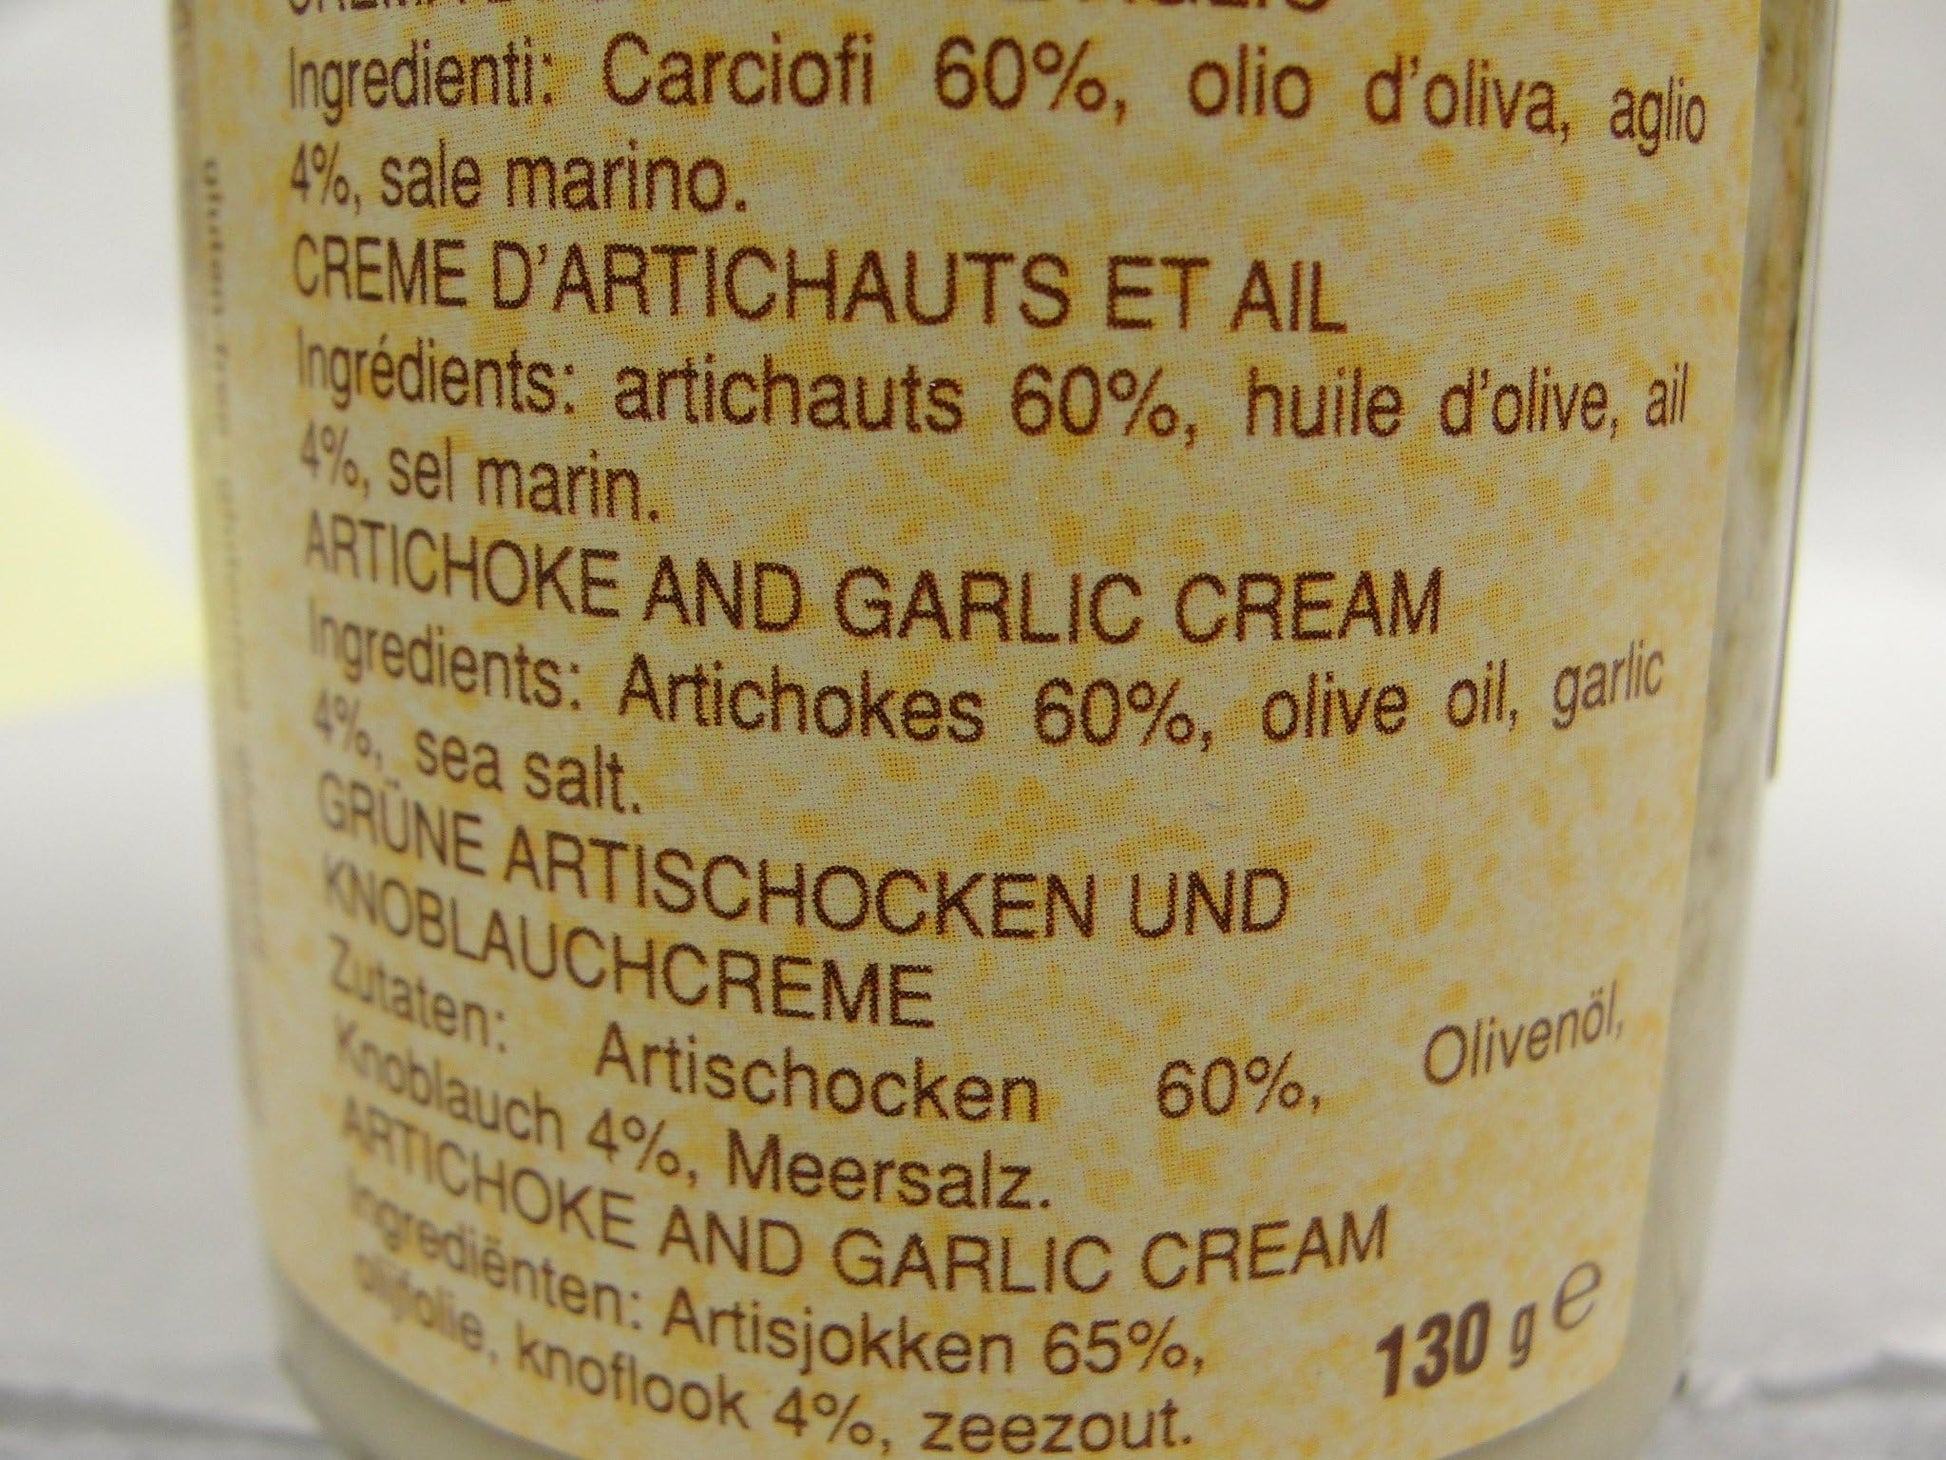 Ingredienti: Carciofi 60%, olio d'oliva, aglio
4%, sale marino.
CREME D'ARTICHAUTS ET AIL
Ingrédients: artichauts 60%, huile d'olive, ail
4%, sel marin.
ARTICHOKE AND GARLIC CREAM
Ingredients: Artichokes 60%, olive oil, garlic
4%, sea salt.
GRÜNE ARTISCHOCKEN UND
KNOBLAUCHCREME
Zutaten: Artischocken 60%, Olivenöl,
Knoblauch 4%, Meersalz.
ARTICHOKE AND GARLIC CREAM
Ingrediënten: Artisjokken 65%,
olijfolie, knoflook 4%, zeezout.
130 g e
gluten free